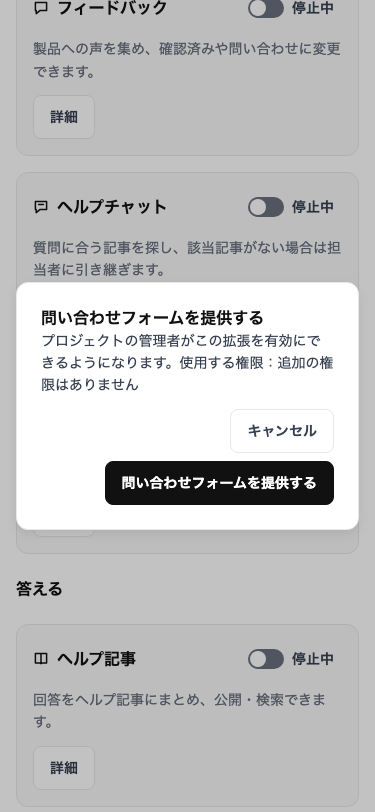 フィードバック
停止中
製品への声を集め、確認済みや問い合わせに変更
できます。
詳細
ヘルプチャット
停止中
質問に合う記事を探し、該当記事がない場合は担
当者に引き継ぎます。
問い合わせフォームを提供する
プロジェクトの管理者がこの拡張を有効にで
きるようになります。使用する権限：追加の権
限はありません
キャンセル
問い合わせフォームを提供する
答える
ヘルプ記事
停止中
回答をヘルプ記事にまとめ、公開・検索できま
す。
詳細